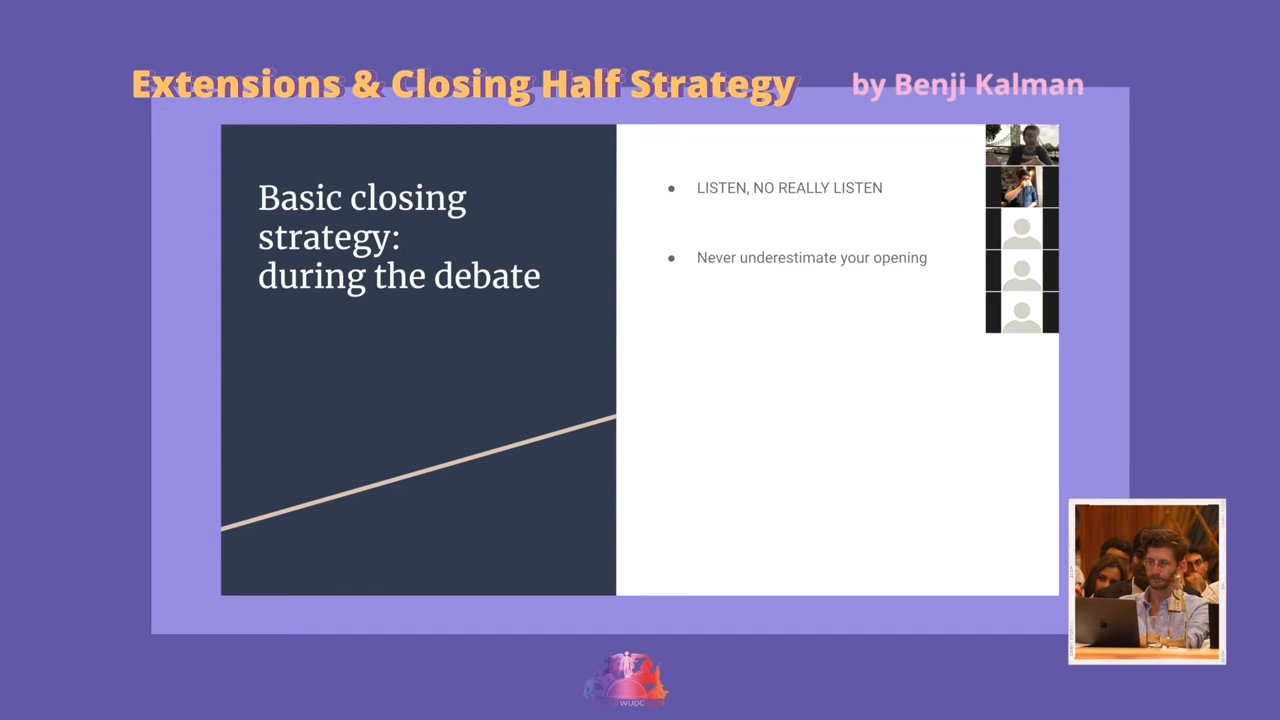 Extensions & Closing Half Strategy
by Benji Kalman
Basic closing
strategy:
during the debate
● LISTEN, NO REALLY LISTEN
● Never underestimate your opening
WUDC